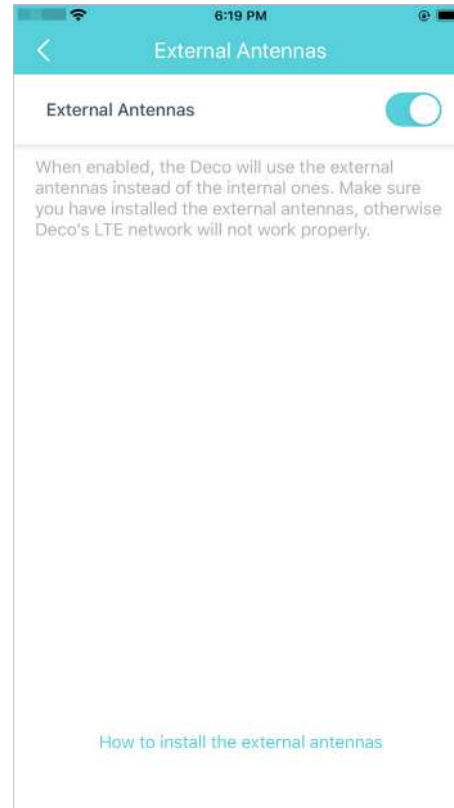 6:19 PM
External Antennas
External Antennas
When enabled, the Deco will use the external
antennas instead of the internal ones. Make sure
you have installed the external antennas, otherwise
Deco's LTE network will not work properly.
How to install the external antennas